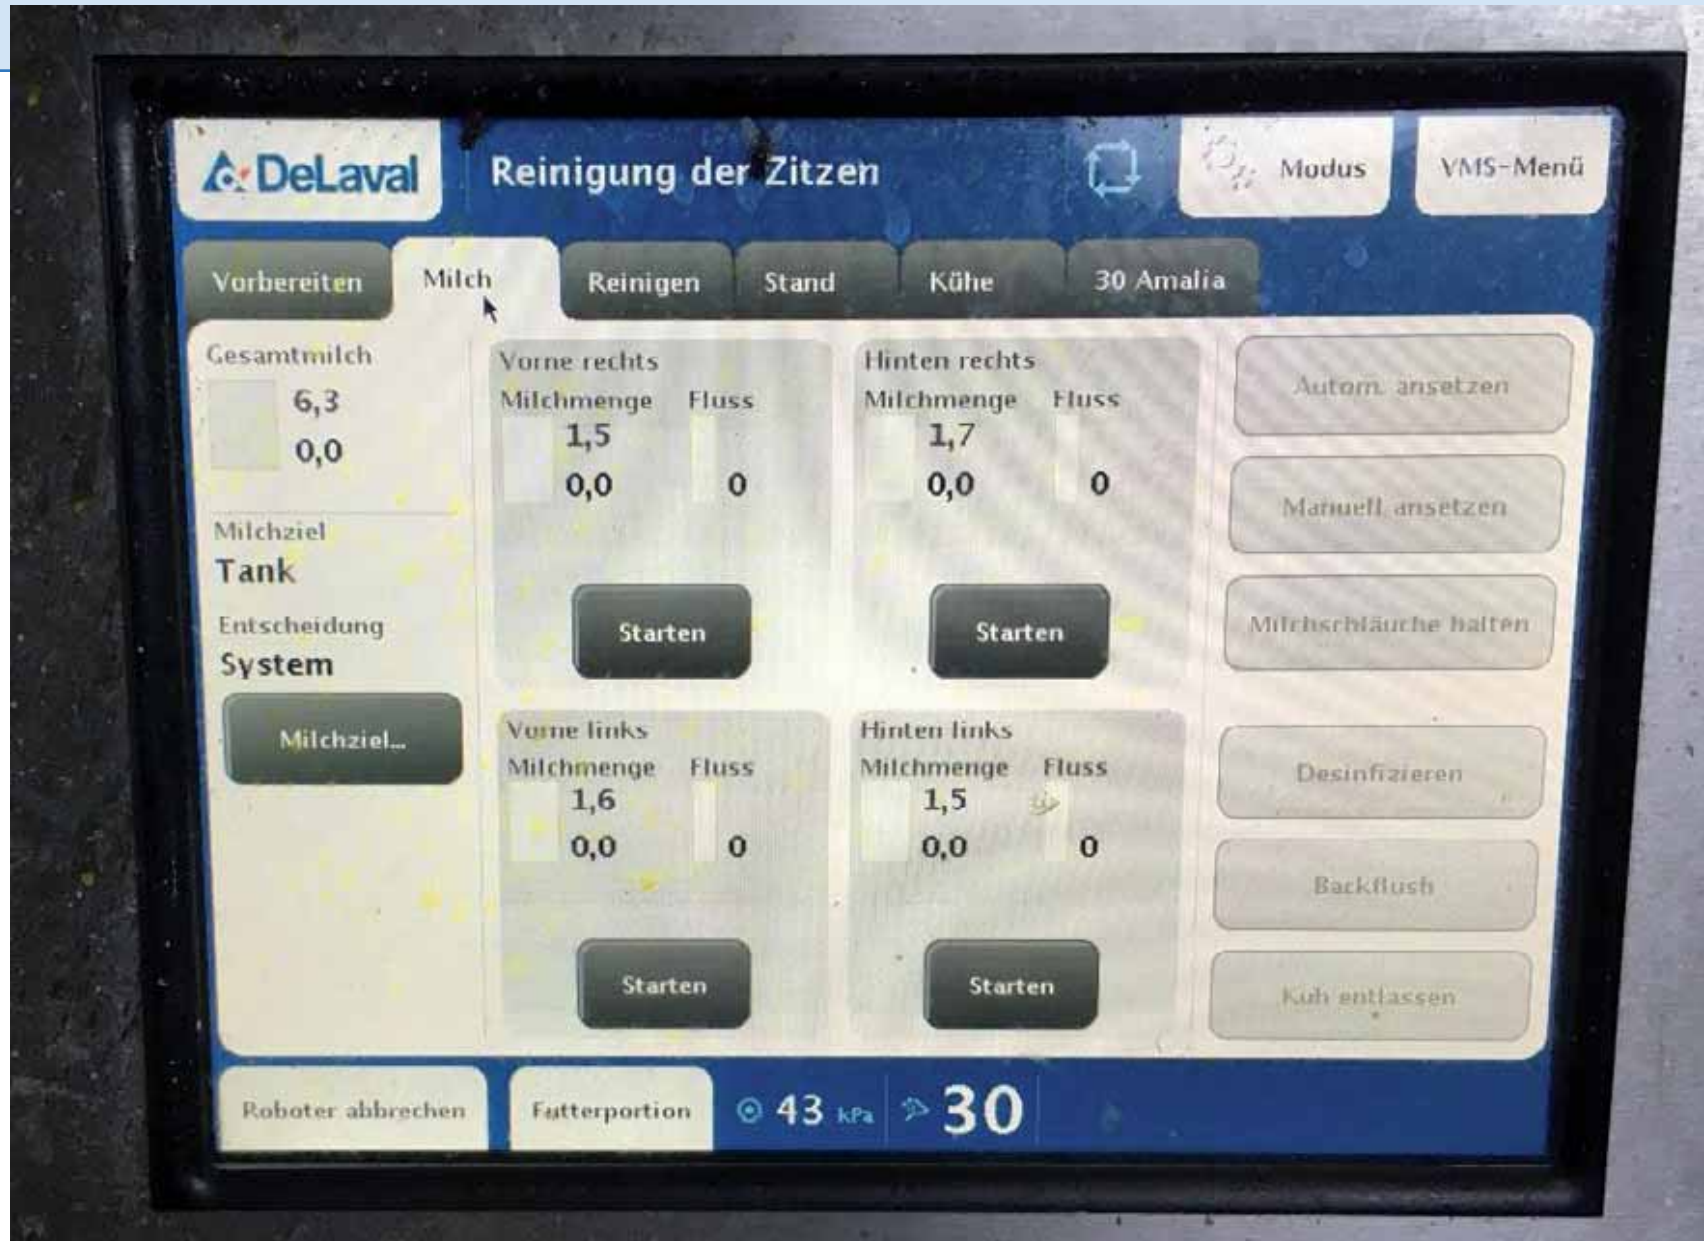 DeLaval
Reinigung der Zitzen
Modus
VMS-Menü
Vorbereiten
Milch
Reinigen
Stand
Kühe
30 Amalia
Gesamtmilch
6,3
0,0
Milchziel
Tank
Entscheidung
System
Milchziel...
Vorne rechts
Milchmenge Fluss
1,5
0,0 0
Starten
Hinten rechts
Milchmenge Fluss
1,7
0,0 0
Starten
Vorne links
Milchmenge Fluss
1,6
0,0 0
Starten
Hinten links
Milchmenge Fluss
1,5
0,0 0
Starten
Autom. ansetzen
Manuell ansetzen
Milchschläuche halten
Desinfizieren
Backflush
Kuh entlassen
Roboter abbrechen
Futterportion
43 kPa
30